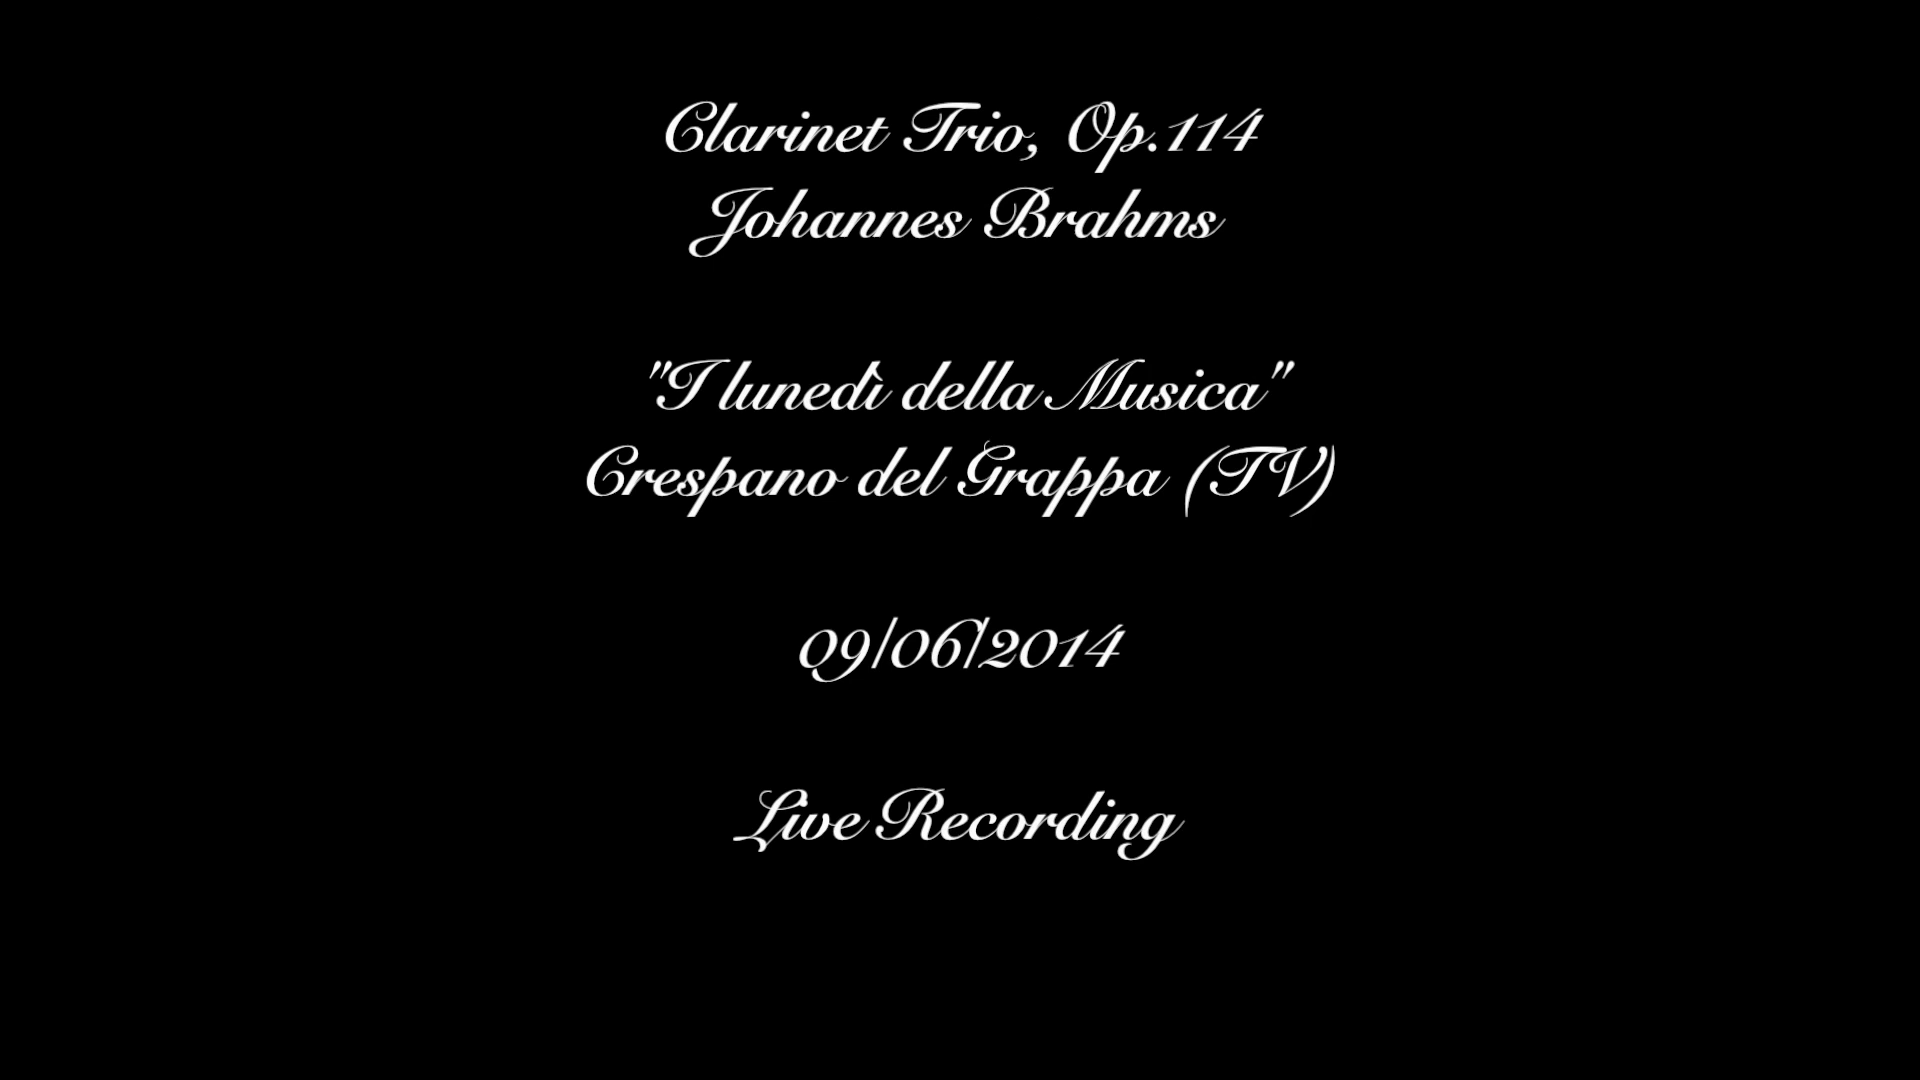 Clarinet Trio, Op.114
Johannes Brahms
"I lunedì della Musica"
Crespano del Grappa (TV)
09/06/2014
Live Recording